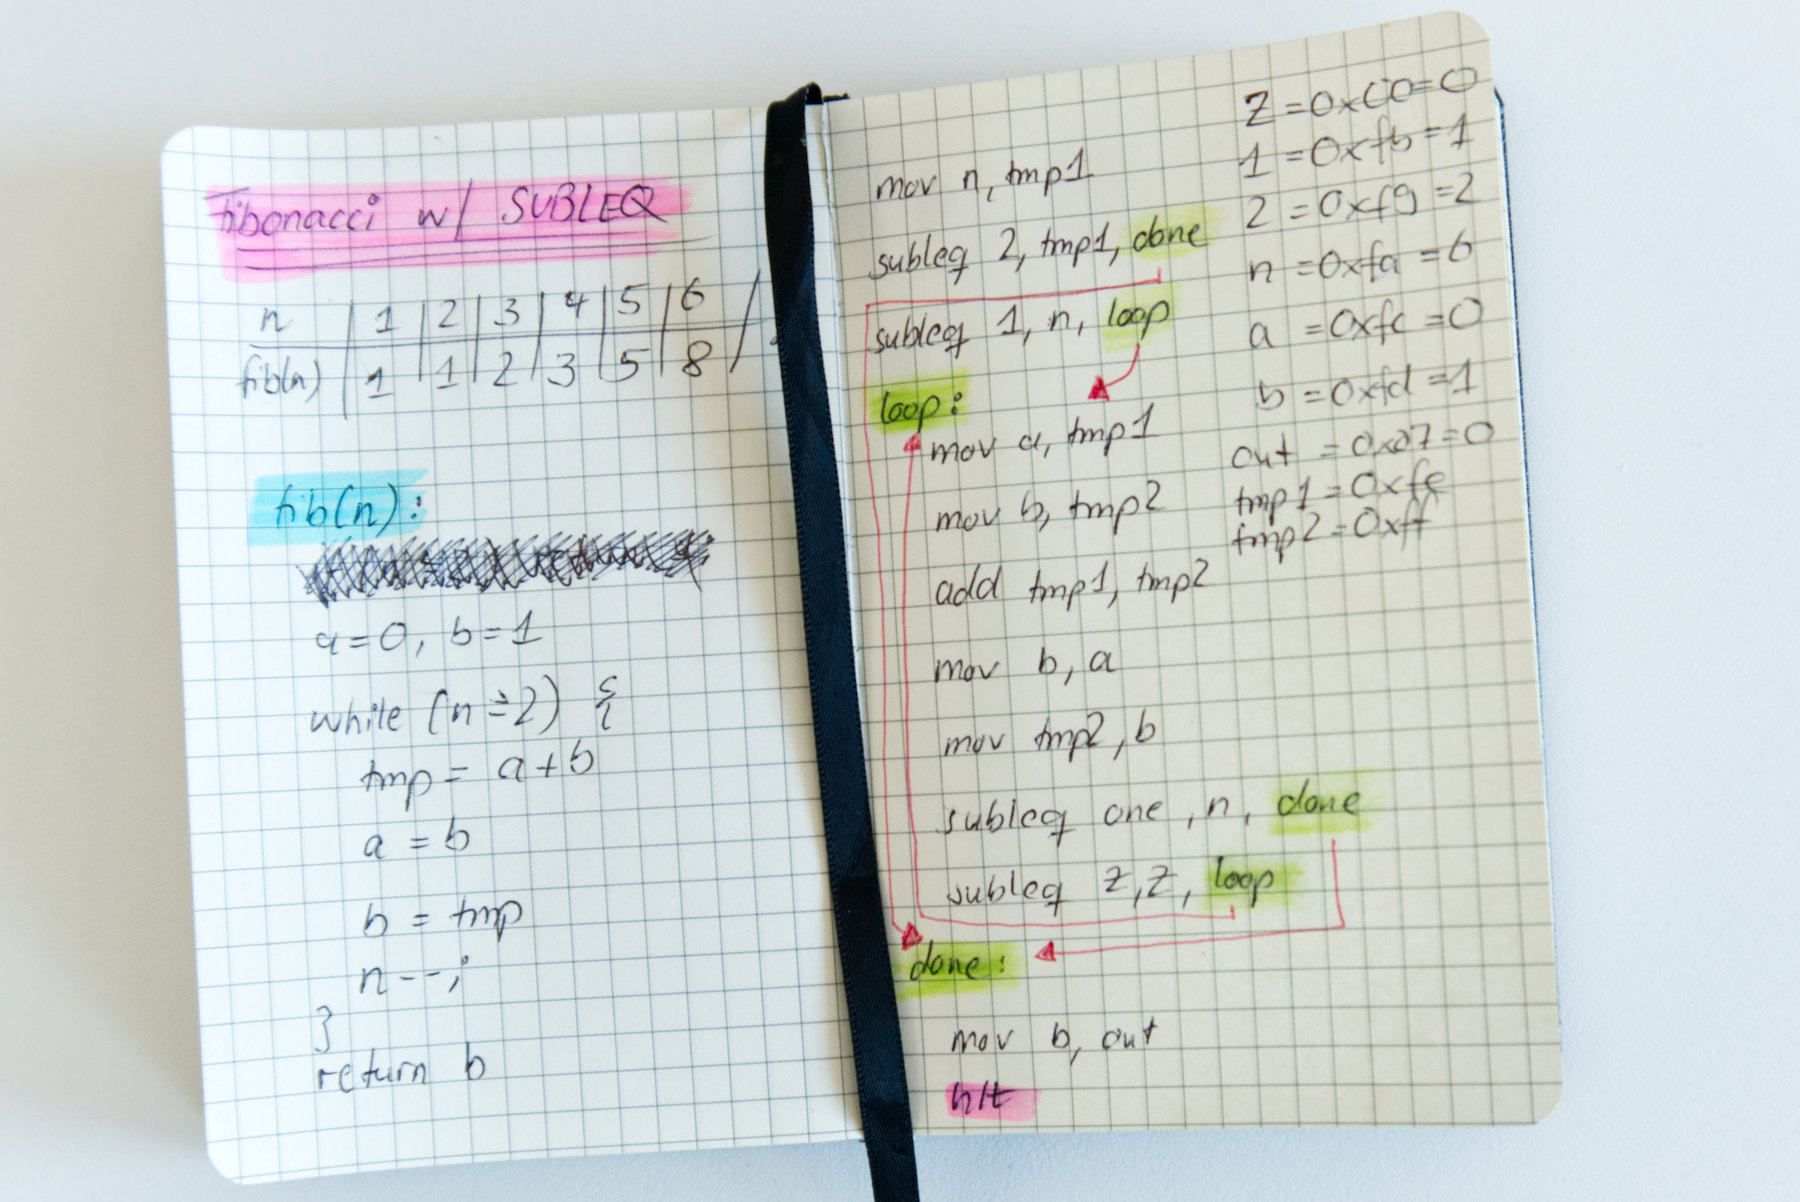 fibonacci w/ SUBLEQ
n | 1 | 2 | 3 | 4 | 5 | 6
fib(n) | 1 | 1 | 2 | 3 | 5 | 8
fib(n):
a=0, b=1
while (n≥2) {
tmp = a+b
a = b
b = tmp
n--;
}
return b
mov n, tmp1
subleq 2, tmp1, done
subleq 1, n, loop
loop:
mov a, tmp1
mov b, tmp2
add tmp1, tmp2
mov b, a
mov tmp2, b
subleq one, n, done
subleq Z, Z, loop
done:
mov b, out
hlt
Z =0x00=0
1 =0xfb=1
2 =0xf9=2
n =0xfa=6
a =0xfc=0
b =0xfd=1
out =0x07=0
tmp1=0xfe
tmp2=0xff